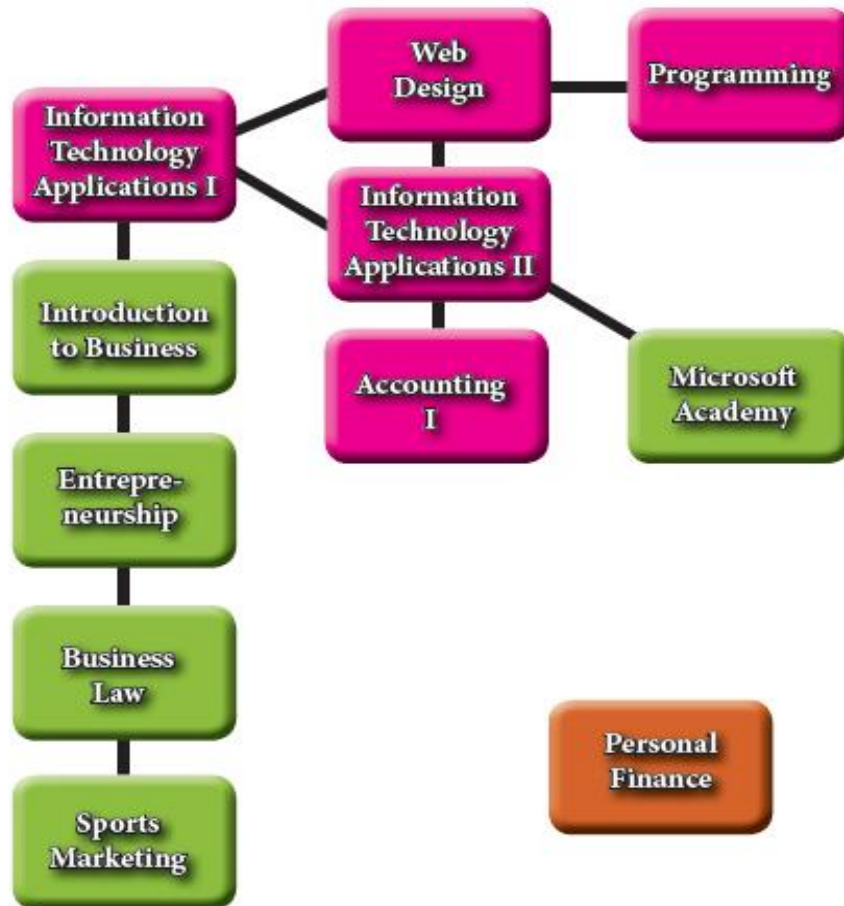 Web
Design
Programming
Information
Technology
Applications I
Information
Technology
Applications II
Introduction
to Business
Accounting
I
Microsoft
Academy
Entrepre-
neurship
Business
Law
Personal
Finance
Sports
Marketing